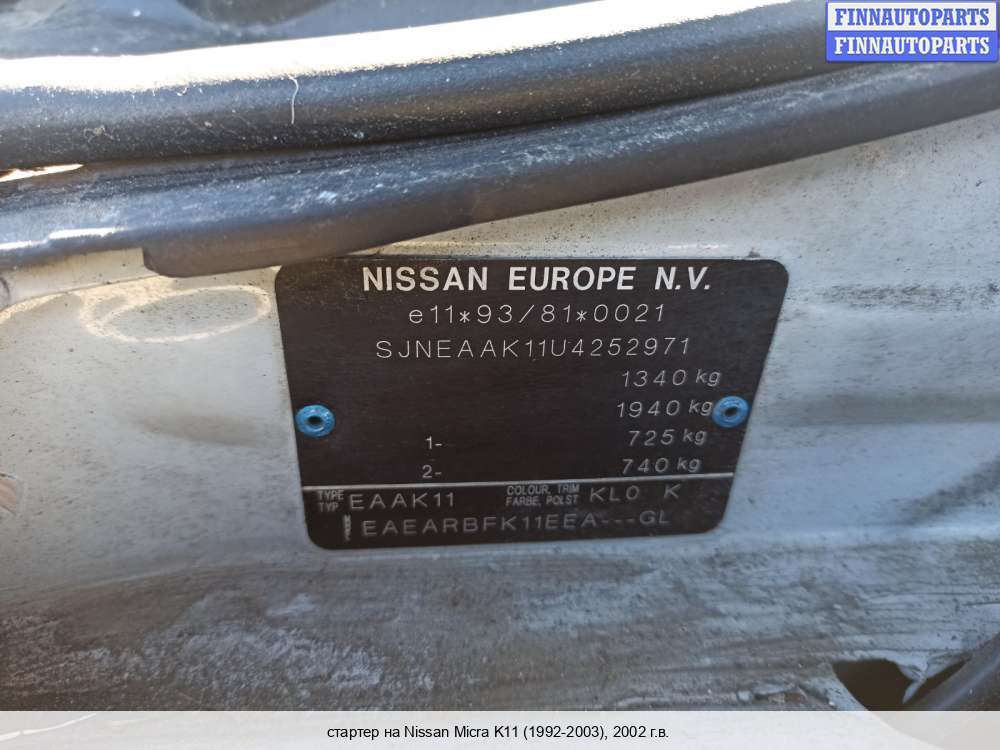 FINNAUTOPARTS
FINNAUTOPARTS
NISSAN EUROPE N.V.
e11*93/81*0021
SJNEAAK11U4252971
1340 kg
1940 kg
1- 725 kg
2- 740 kg
TYPE TYP EAAK11 COLOUR, TRIM FARBE, POLST KL0 K
EAEARBFK11EEA---GL
стартер на Nissan Micra K11 (1992-2003), 2002 г.в.